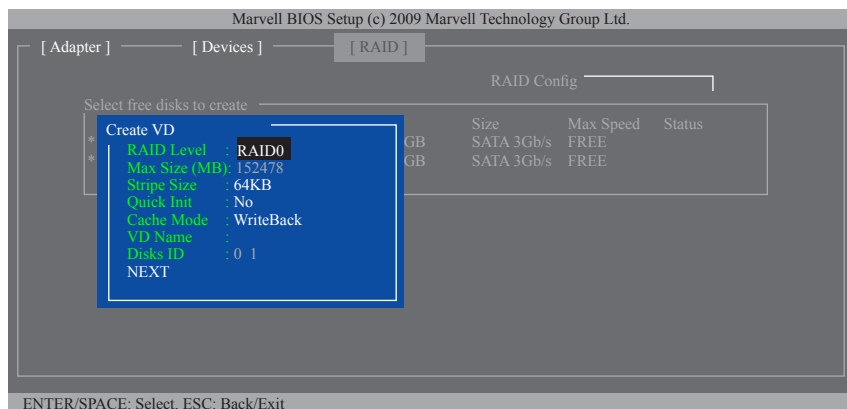 Marvell BIOS Setup (c) 2009 Marvell Technology Group Ltd.
[ Adapter ] [ Devices ] [ RAID ]
RAID Config
Select free disks to create
Size Max Speed Status
* GB SATA 3Gb/s FREE
* GB SATA 3Gb/s FREE
Create VD
RAID Level : RAID0
Max Size (MB): 152478
Stripe Size : 64KB
Quick Init : No
Cache Mode : WriteBack
VD Name :
Disks ID : 0 1
NEXT
ENTER/SPACE: Select, ESC: Back/Exit